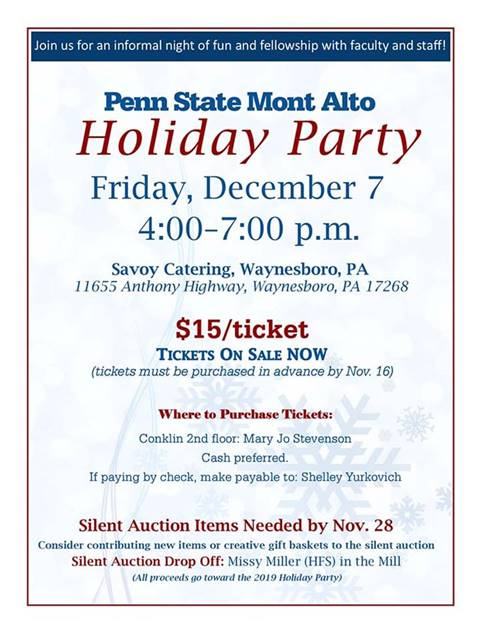 Join us for an informal night of fun and fellowship with faculty and staff!
Penn State Mont Alto
Holiday Party
Friday, December 7
4:00–7:00 p.m.
Savoy Catering, Waynesboro, PA
11655 Anthony Highway, Waynesboro, PA 17268
$15/ticket
TICKETS ON SALE NOW
(tickets must be purchased in advance by Nov. 16)
Where to Purchase Tickets:
Conklin 2nd floor: Mary Jo Stevenson
Cash preferred.
If paying by check, make payable to: Shelley Yurkovich
Silent Auction Items Needed by Nov. 28
Consider contributing new items or creative gift baskets to the silent auction
Silent Auction Drop Off: Missy Miller (HFS) in the Mill
(All proceeds go toward the 2019 Holiday Party)